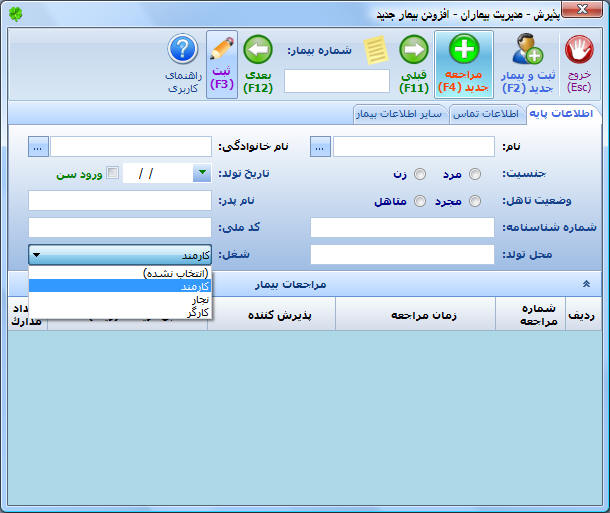 پذیرش - مدیریت بیماران - افزودن بیمار جدید
خروج
(Esc)
ثبت و بیمار
جدید (F2)
مراجعه
جدید (F4)
قبلی
(F11)
شماره بیمار:
بعدی
(F12)
ثبت
(F3)
راهنمای
کاربری
اطلاعات پایه
اطلاعات تماس
سایر اطلاعات بیمار
نام:
...
نام خانوادگی:
...
جنسیت:
مرد
زن
تاریخ تولد:
/ /
ورود سن
وضعیت تاهل:
مجرد
متاهل
نام پدر:
شماره شناسنامه:
کد ملی:
محل تولد:
شغل:
کارمند
(انتخاب نشده)
کارمند
نجار
کارگر
مراجعات بیمار
ردیف
شماره
مراجعه
زمان مراجعه
پذیرش کننده
مدارک